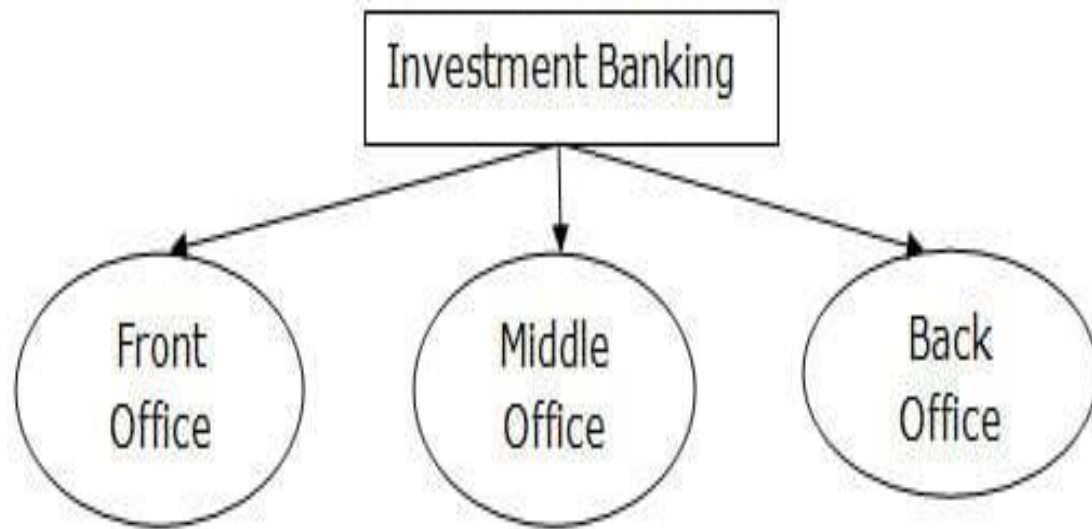 Investment Banking
Front
Office
Middle
Office
Back
Office